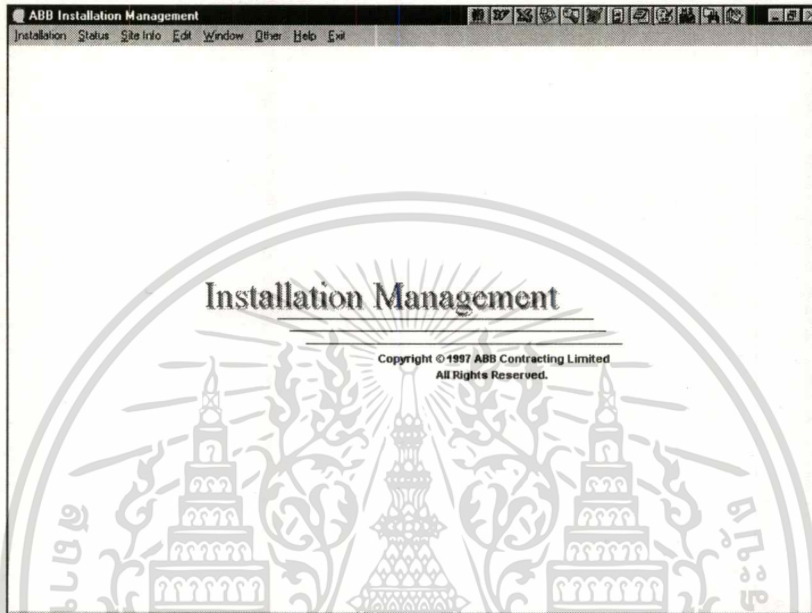 ABB Installation Management
Installation Status Site Info Edit Window Other Help Exit
Installation Management
Copyright © 1997 ABB Contracting Limited
All Rights Reserved.